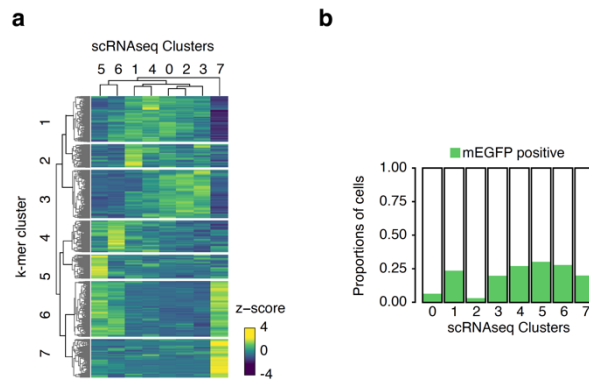 a
scRNAseq Clusters
5 6 1 4 0 2 3 7
k-mer cluster
1
2
3
4
5
6
7
z-score
4
0
-4
b
mEGFP positive
Proportions of cells
1.00
0.75
0.50
0.25
0.00
0 1 2 3 4 5 6 7
scRNAseq Clusters